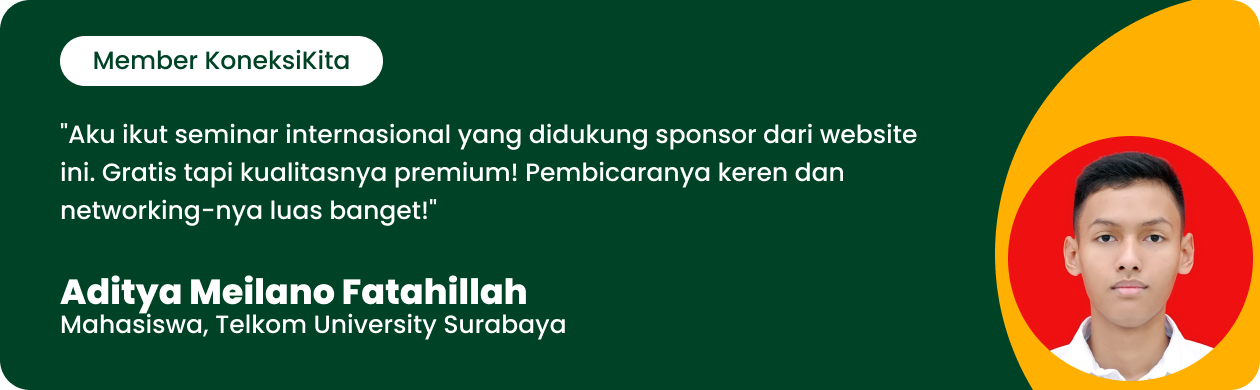 Member KoneksiKita
"Aku ikut seminar internasional yang didukung sponsor dari website
ini. Gratis tapi kualitasnya premium! Pembicaranya keren dan
networking-nya luas banget!"
Aditya Meilano Fatahillah
Mahasiswa, Telkom University Surabaya